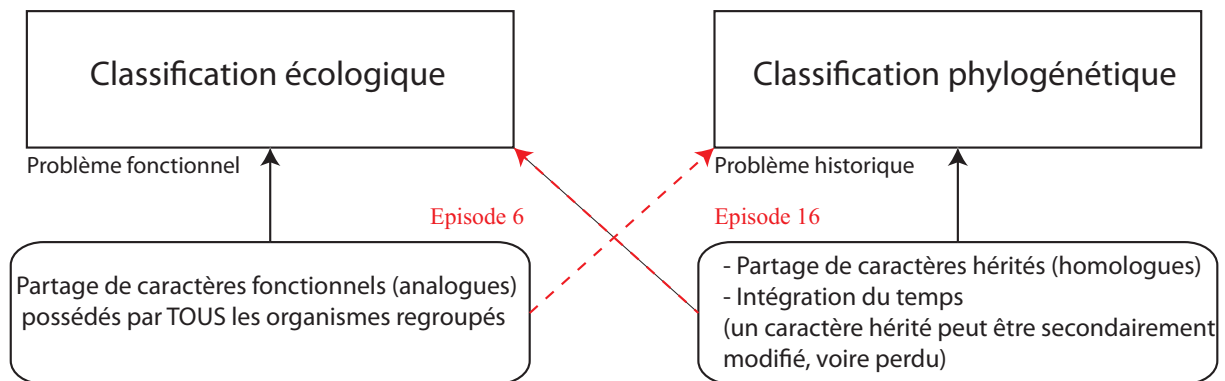 Classification écologique
Classification phylogénétique
Problème fonctionnel
Problème historique
Episode 6
Episode 16
Partage de caractères fonctionnels (analogues)
possédés par TOUS les organismes regroupés
- Partage de caractères hérités (homologues)
- Intégration du temps
(un caractère hérité peut être secondairement
modifié, voire perdu)